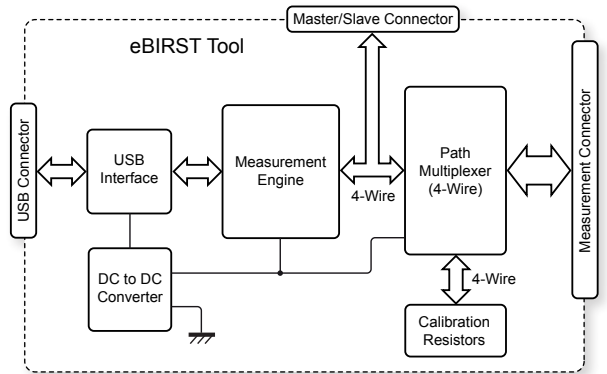 Master/Slave Connector
eBIRST Tool
USB Connector
USB
Interface
Measurement
Engine
4-Wire
Path
Multiplexer
(4-Wire)
Measurement Connector
DC to DC
Converter
4-Wire
Calibration
Resistors